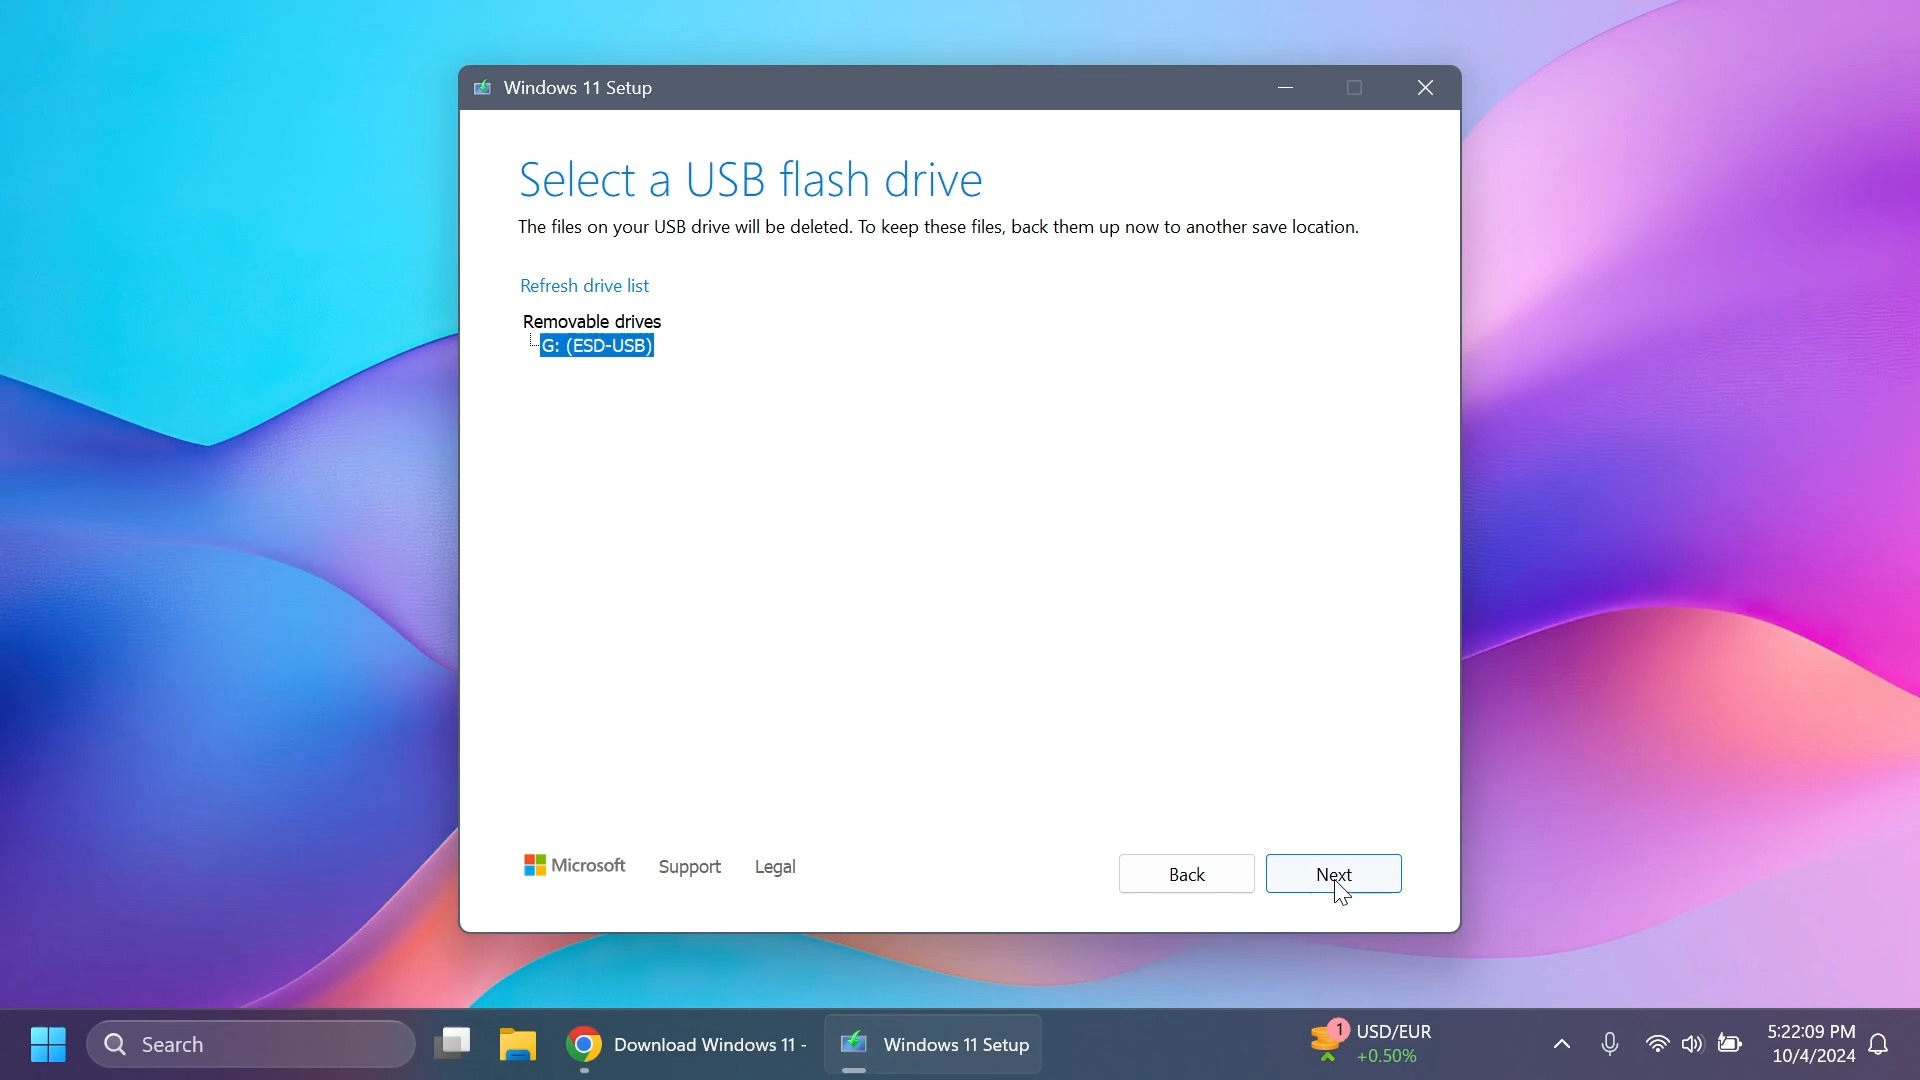 Windows 11 Setup
Select a USB flash drive
The files on your USB drive will be deleted. To keep these files, back them up now to another save location.
Refresh drive list
Removable drives
G: (ESD-USB)
Microsoft
Support
Legal
Back
Next
Search
Download Windows 11 -
Windows 11 Setup
1
USD/EUR
+0.50%
5:22:09 PM
10/4/2024